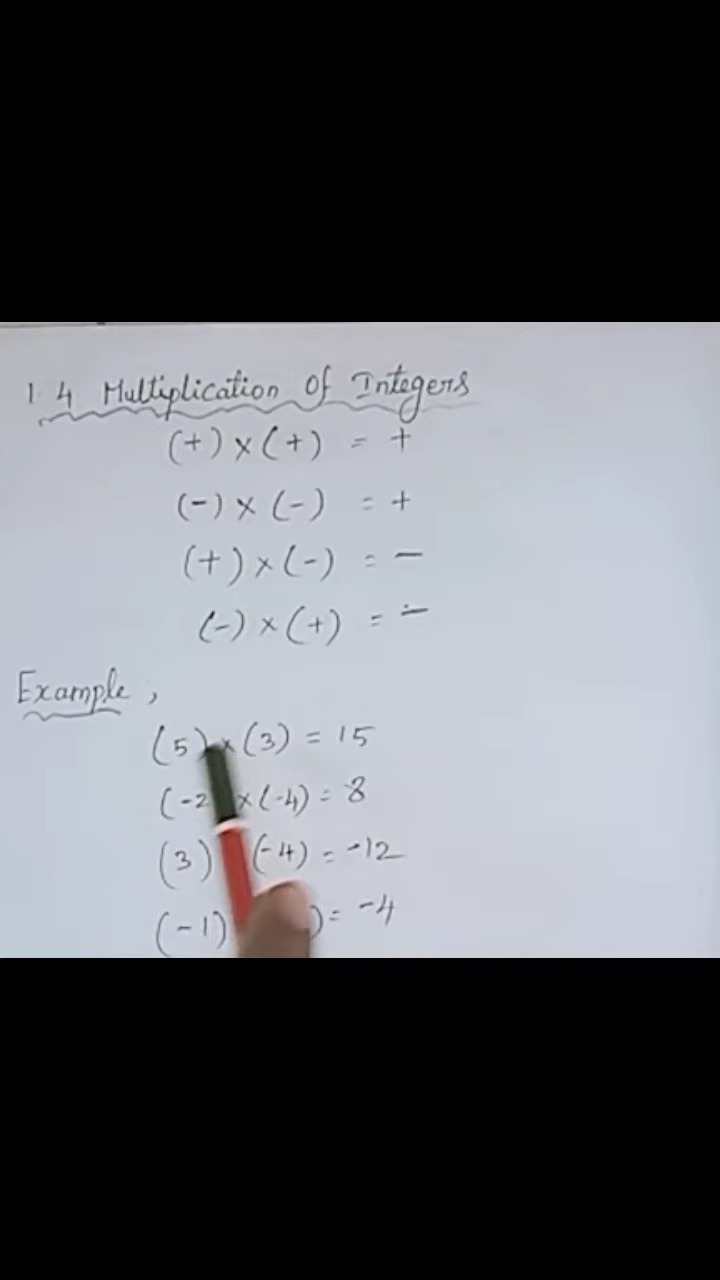 1 4 Multiplication Of Integers
(+) × (+) = +
(-) × (-) = +
(+) × (-) = -
(-) × (+) = -
Example,
(5) × (3) = 15
(-2 × (-4) = 8
(3) (-4) = -12
(-1) ) = -4